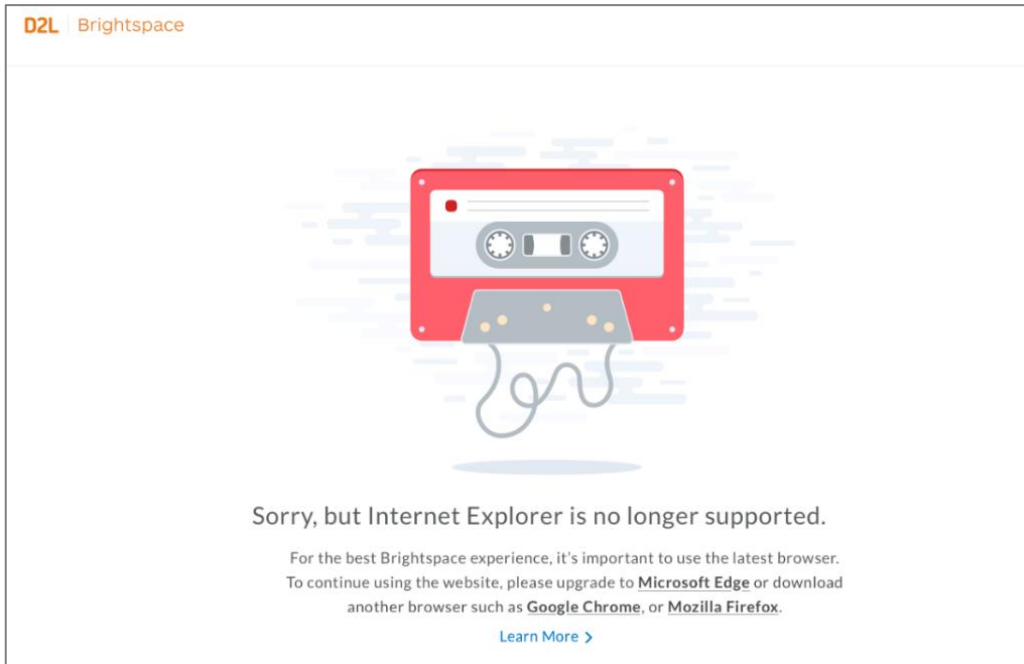 D2L Brightspace
Sorry, but Internet Explorer is no longer supported.
For the best Brightspace experience, it's important to use the latest browser.
To continue using the website, please upgrade to Microsoft Edge or download
another browser such as Google Chrome, or Mozilla Firefox.
Learn More >